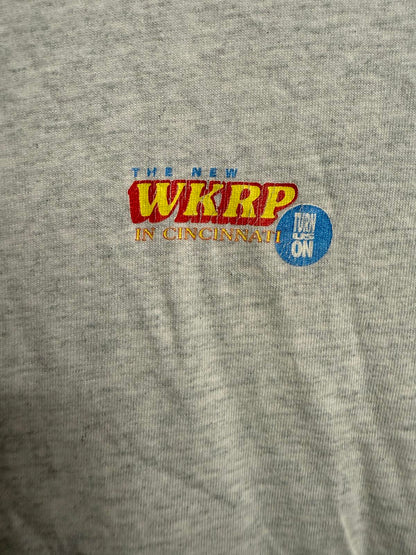 THE NEW
WKRP
IN CINCINNATI
TURN
US
ON